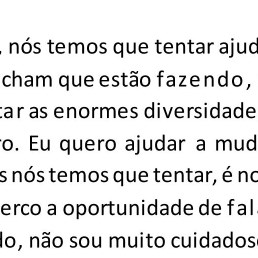 , nós temos que tentar ajud
cham que estão fazendo,
tar as enormes diversidade
ro. Eu quero ajudar a mud
s nós temos que tentar, é no
erco a oportunidade de fal
do, não sou muito cuidados